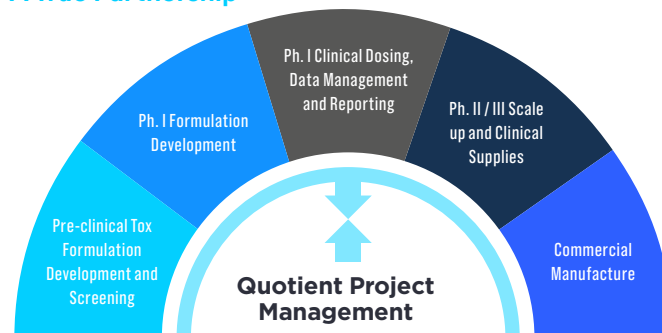 Ph. I Clinical Dosing,
Data Management
and Reporting
Ph. I Formulation
Development
Ph. II / III Scale
up and Clinical
Supplies
Pre-clinical Tox
Formulation
Development and
Screening
Commercial
Manufacture
Quotient Project
Management